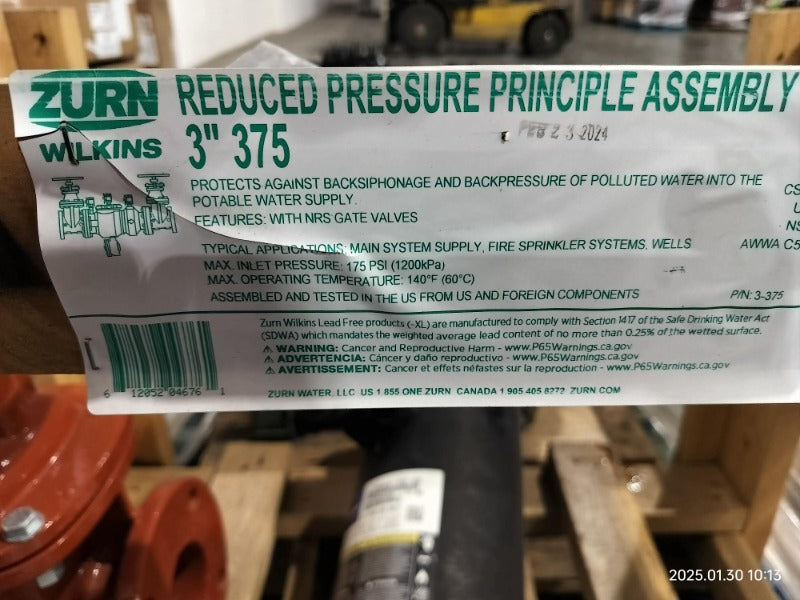 ZURN
WILKINS
REDUCED PRESSURE PRINCIPLE ASSEMBLY
3" 375
FEB 23 2024
PROTECTS AGAINST BACKSIPHONAGE AND BACKPRESSURE OF POLLUTED WATER INTO THE
POTABLE WATER SUPPLY.
FEATURES: WITH NRS GATE VALVES
TYPICAL APPLICATIONS: MAIN SYSTEM SUPPLY, FIRE SPRINKLER SYSTEMS, WELLS
AWWA C5
MAX. INLET PRESSURE: 175 PSI (1200kPa)
MAX. OPERATING TEMPERATURE: 140°F (60°C)
ASSEMBLED AND TESTED IN THE US FROM US AND FOREIGN COMPONENTS
P/N: 3-375
Zurn Wilkins Lead Free products (-XL) are manufactured to comply with Section 1417 of the Safe Drinking Water Act
(SDWA) which mandates the weighted average lead content of no more than 0.25% of the wetted surface.
WARNING: Cancer and Reproductive Harm - www.P65Warnings.ca.gov
ADVERTENCIA: Cáncer y daño reproductivo - www.P65Warnings.ca.gov
AVERTISSEMENT: Cancer et effets néfastes sur la reproduction - www.P65Warnings.ca.gov
6 12052 04676 1
ZURN WATER, LLC US 1 855 ONE ZURN CANADA 1 905 405 8272 ZURN.COM
2025.01.30 10:13